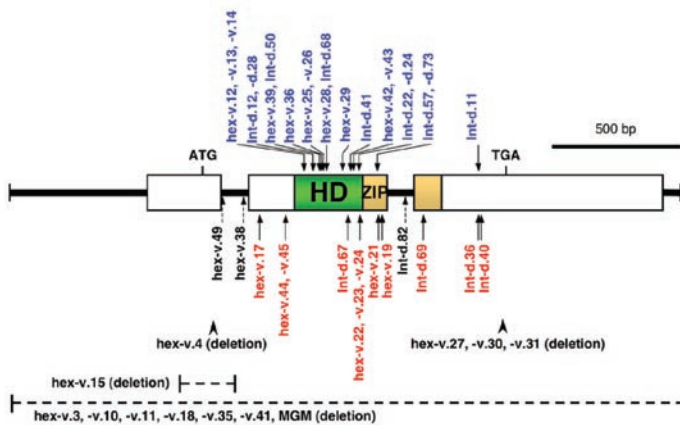 hex-v.12, -v.13, -v.14
Int-d.12, -d.28
hex-v.39, Int-d.50
hex-v.36
hex-v.25, -v.26
hex-v.28, Int-d.68
hex-v.29
Int-d.41
hex-v.42, -v.43
Int-d.22, -d.24
Int-d.57, -d.73
Int-d.11
500 bp
ATG
TGA
HD
ZIP
hex-v.49
hex-v.38
hex-v.17
hex-v.44, -v.45
Int-d.67
hex-v.22, -v.23, -v.24
hex-v.21
hex-v.19
Int-d.82
Int-d.69
Int-d.36
Int-d.40
hex-v.4 (deletion)
hex-v.27, -v.30, -v.31 (deletion)
hex-v.15 (deletion)
hex-v.3, -v.10, -v.11, -v.18, -v.35, -v.41, MGM (deletion)